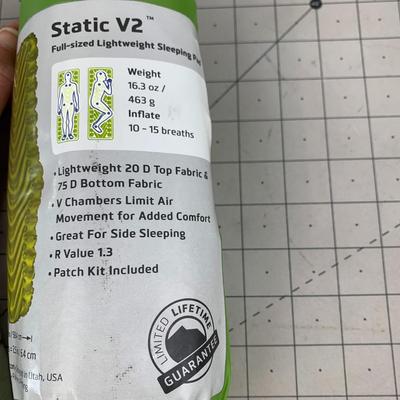 Static V2™
Full-sized Lightweight Sleeping Pad
Weight
16.3 oz /
463 g
Inflate
10 - 15 breaths
• Lightweight 20 D Top Fabric &
75 D Bottom Fabric
• V Chambers Limit Air
Movement for Added Comfort
• Great For Side Sleeping
• R Value 1.3
• Patch Kit Included
LIMITED LIFETIME
GUARANTEE
cm
Utah, USA